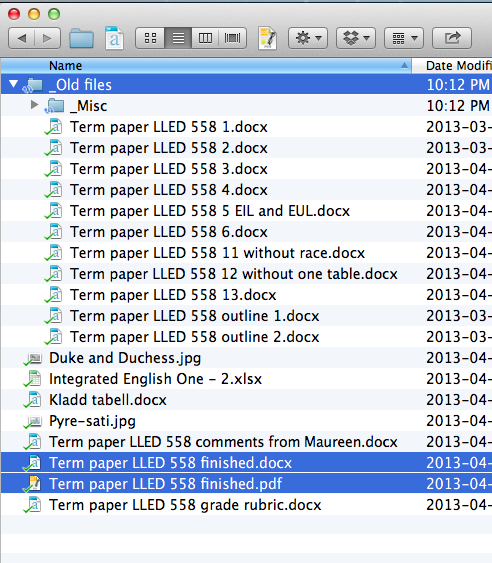 Name Date Modifi
_Old files 10:12 PM
_Misc 10:12 PM
Term paper LLED 558 1.docx 2013-03-
Term paper LLED 558 2.docx 2013-03-
Term paper LLED 558 3.docx 2013-04-
Term paper LLED 558 4.docx 2013-04-
Term paper LLED 558 5 EIL and EUL.docx 2013-04-
Term paper LLED 558 6.docx 2013-04-
Term paper LLED 558 11 without race.docx 2013-04-
Term paper LLED 558 12 without one table.docx 2013-04-
Term paper LLED 558 13.docx 2013-04-
Term paper LLED 558 outline 1.docx 2013-03-
Term paper LLED 558 outline 2.docx 2013-03-
Duke and Duchess.jpg 2013-04-
Integrated English One - 2.xlsx 2013-04-
Kladd tabell.docx 2013-04-
Pyre-sati.jpg 2013-04-
Term paper LLED 558 comments from Maureen.docx 2013-04-
Term paper LLED 558 finished.docx 2013-04-
Term paper LLED 558 finished.pdf 2013-04-
Term paper LLED 558 grade rubric.docx 2013-04-